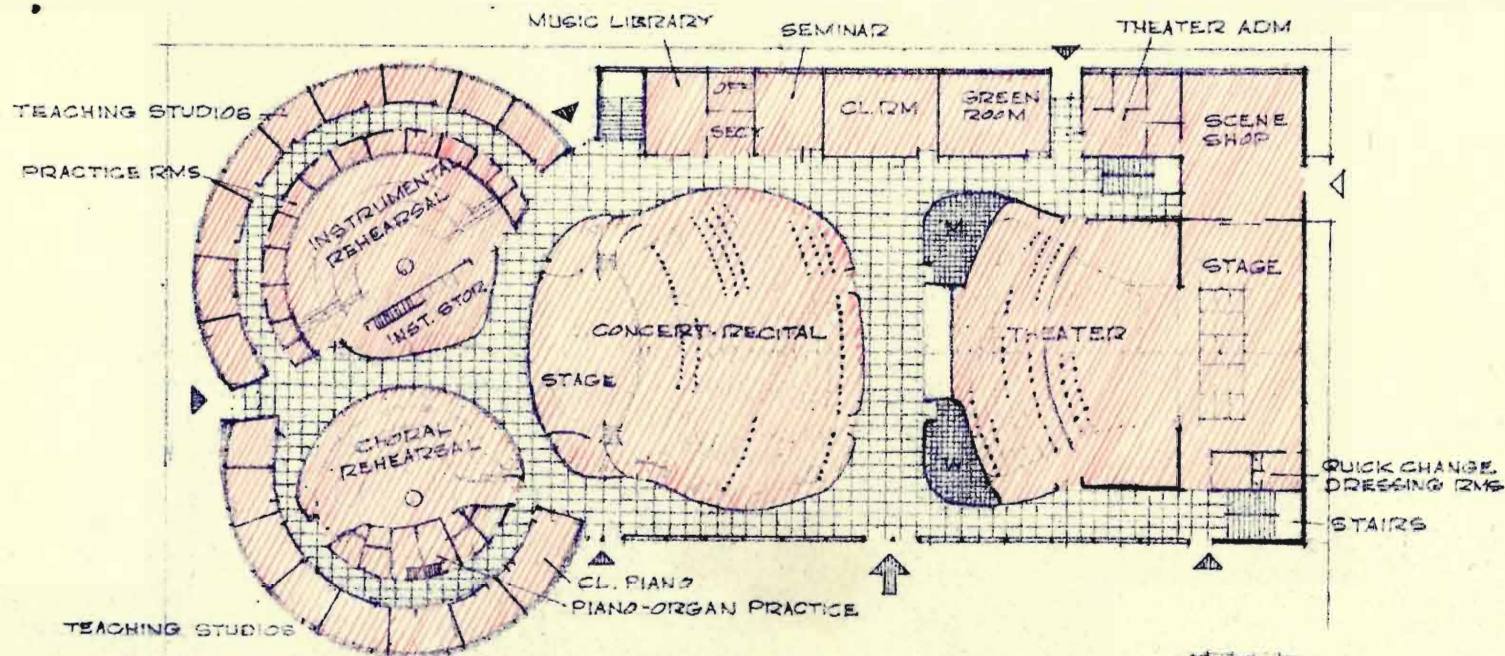 MUSIC LIBRARY
SEMINAR
THEATER ADM
TEACHING STUDIOS
OFF
CL. RM
GREEN
ROOM
SCENE
SHOP
SECY
PRACTICE RMS
INSTRUMENTAL
REHEARSAL
M
INST. STOR.
STAGE
CONCERT-RECITAL
THEATER
STAGE
CHORAL
REHEARSAL
W
QUICK CHANGE
DRESSING RMS
STAIRS
CL. PIANO
PIANO-ORGAN PRACTICE
TEACHING STUDIOS